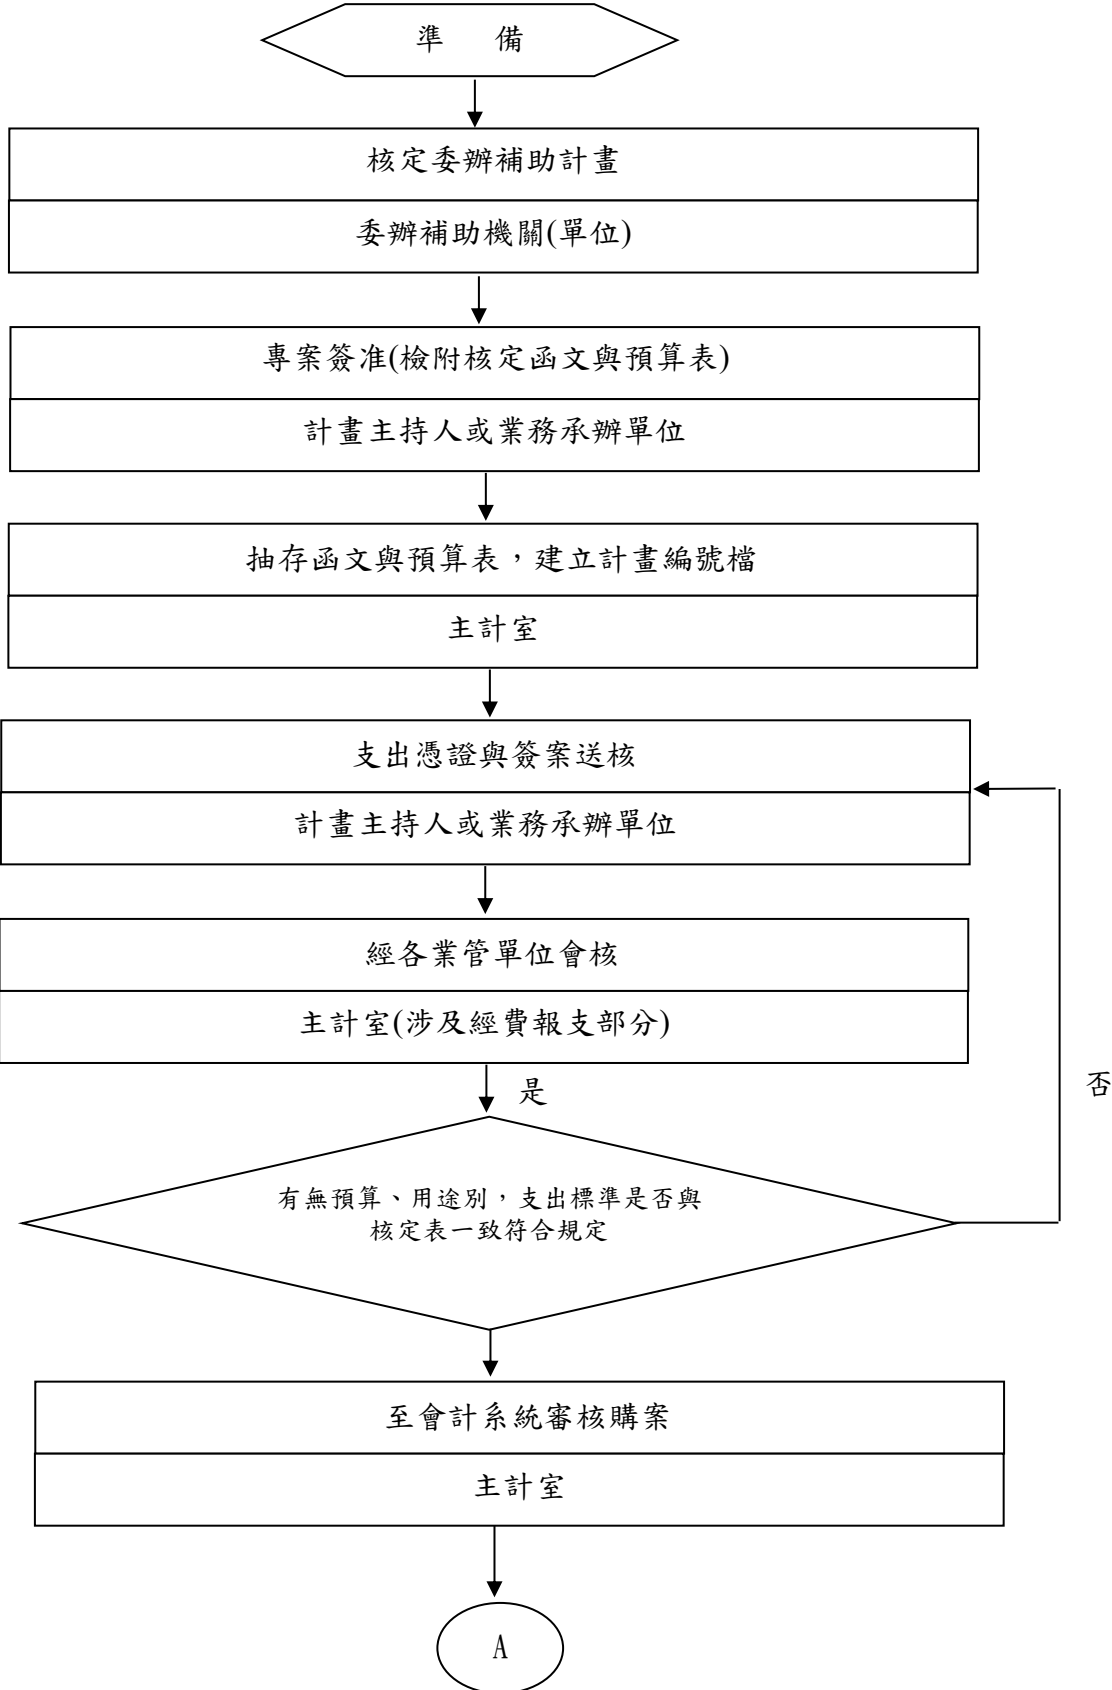 準 備
核定委辦補助計畫
委辦補助機關(單位)
專案簽准(檢附核定函文與預算表)
計畫主持人或業務承辦單位
抽存函文與預算表，建立計畫編號檔
主計室
支出憑證與簽案送核
計畫主持人或業務承辦單位
經各業管單位會核
主計室(涉及經費報支部分)
是
否
有無預算、用途別，支出標準是否與
核定表一致符合規定
至會計系統審核購案
主計室
A